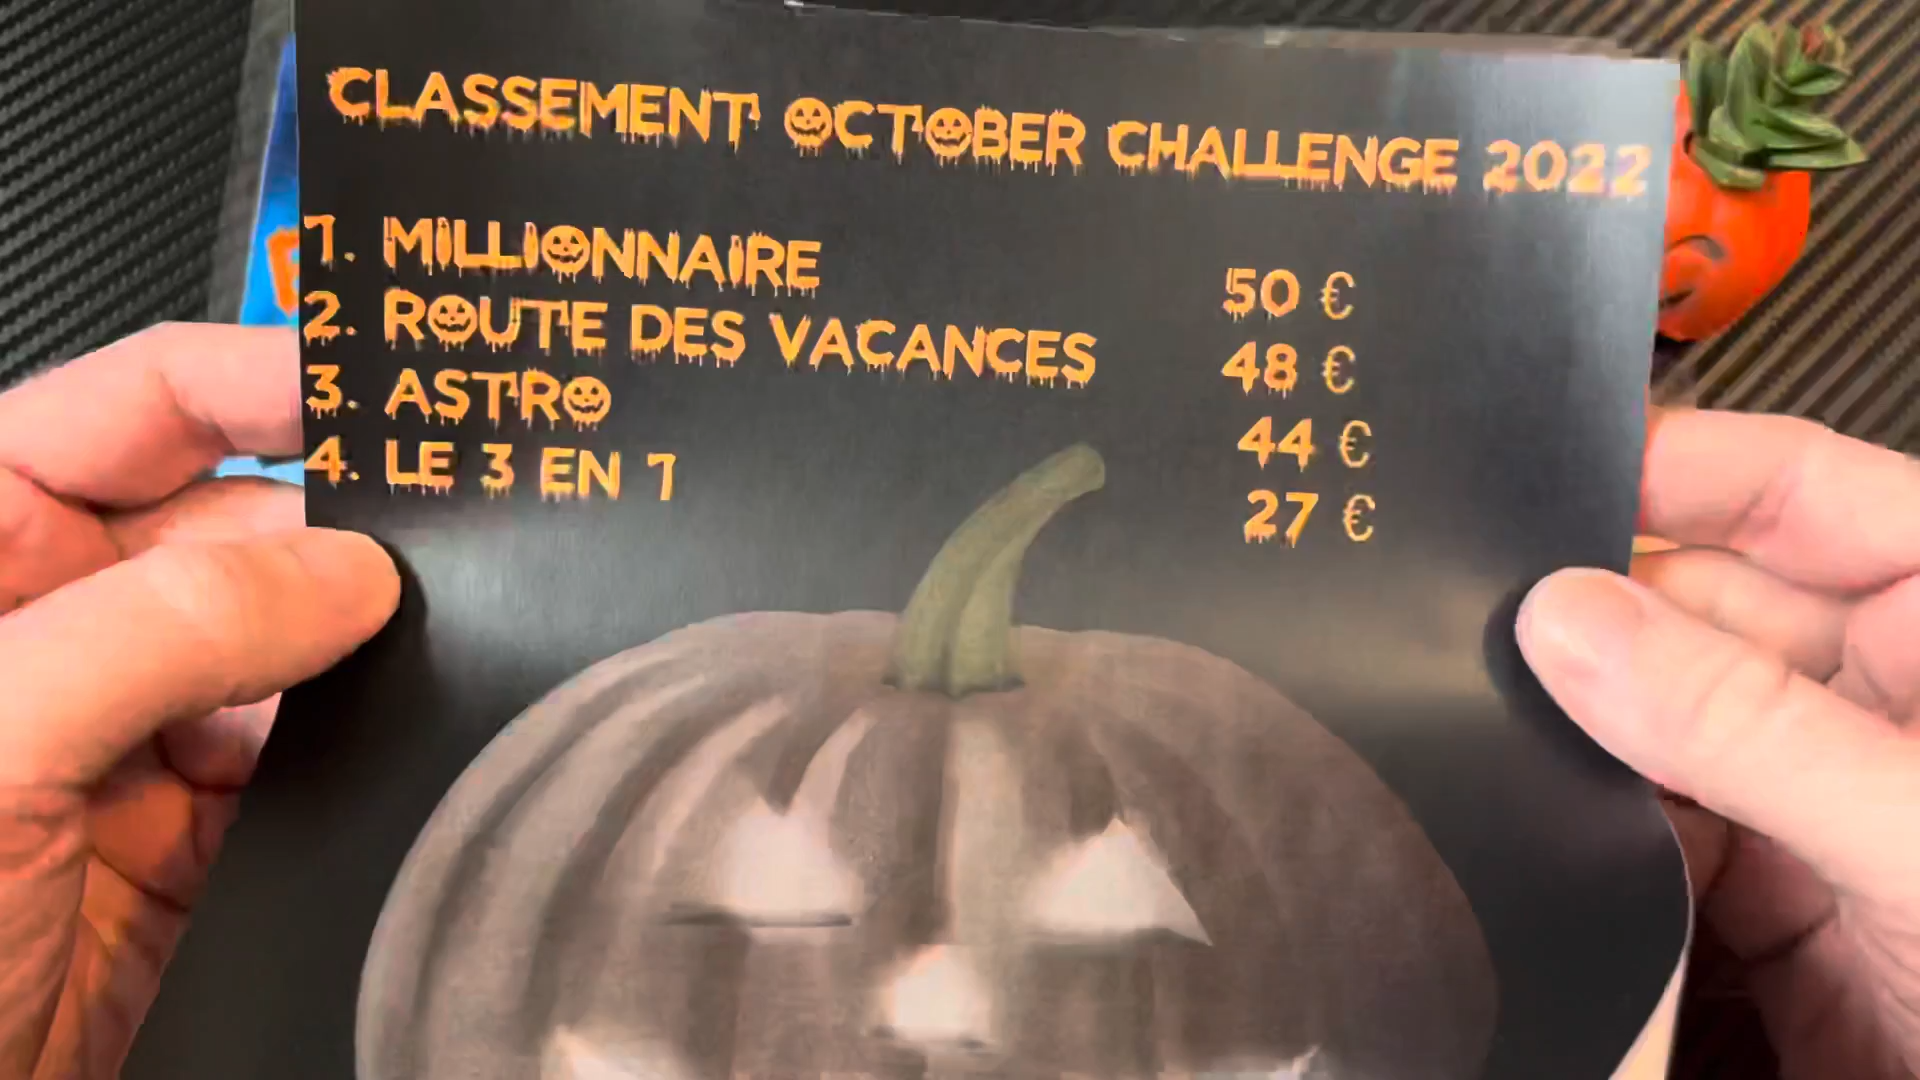 CLASSEMENT OCTOBER CHALLENGE 2022
1. MILLIONNAIRE 50 €
2. ROUTE DES VACANCES 48 €
3. ASTRO 44 €
4. LE 3 EN 1 27 €